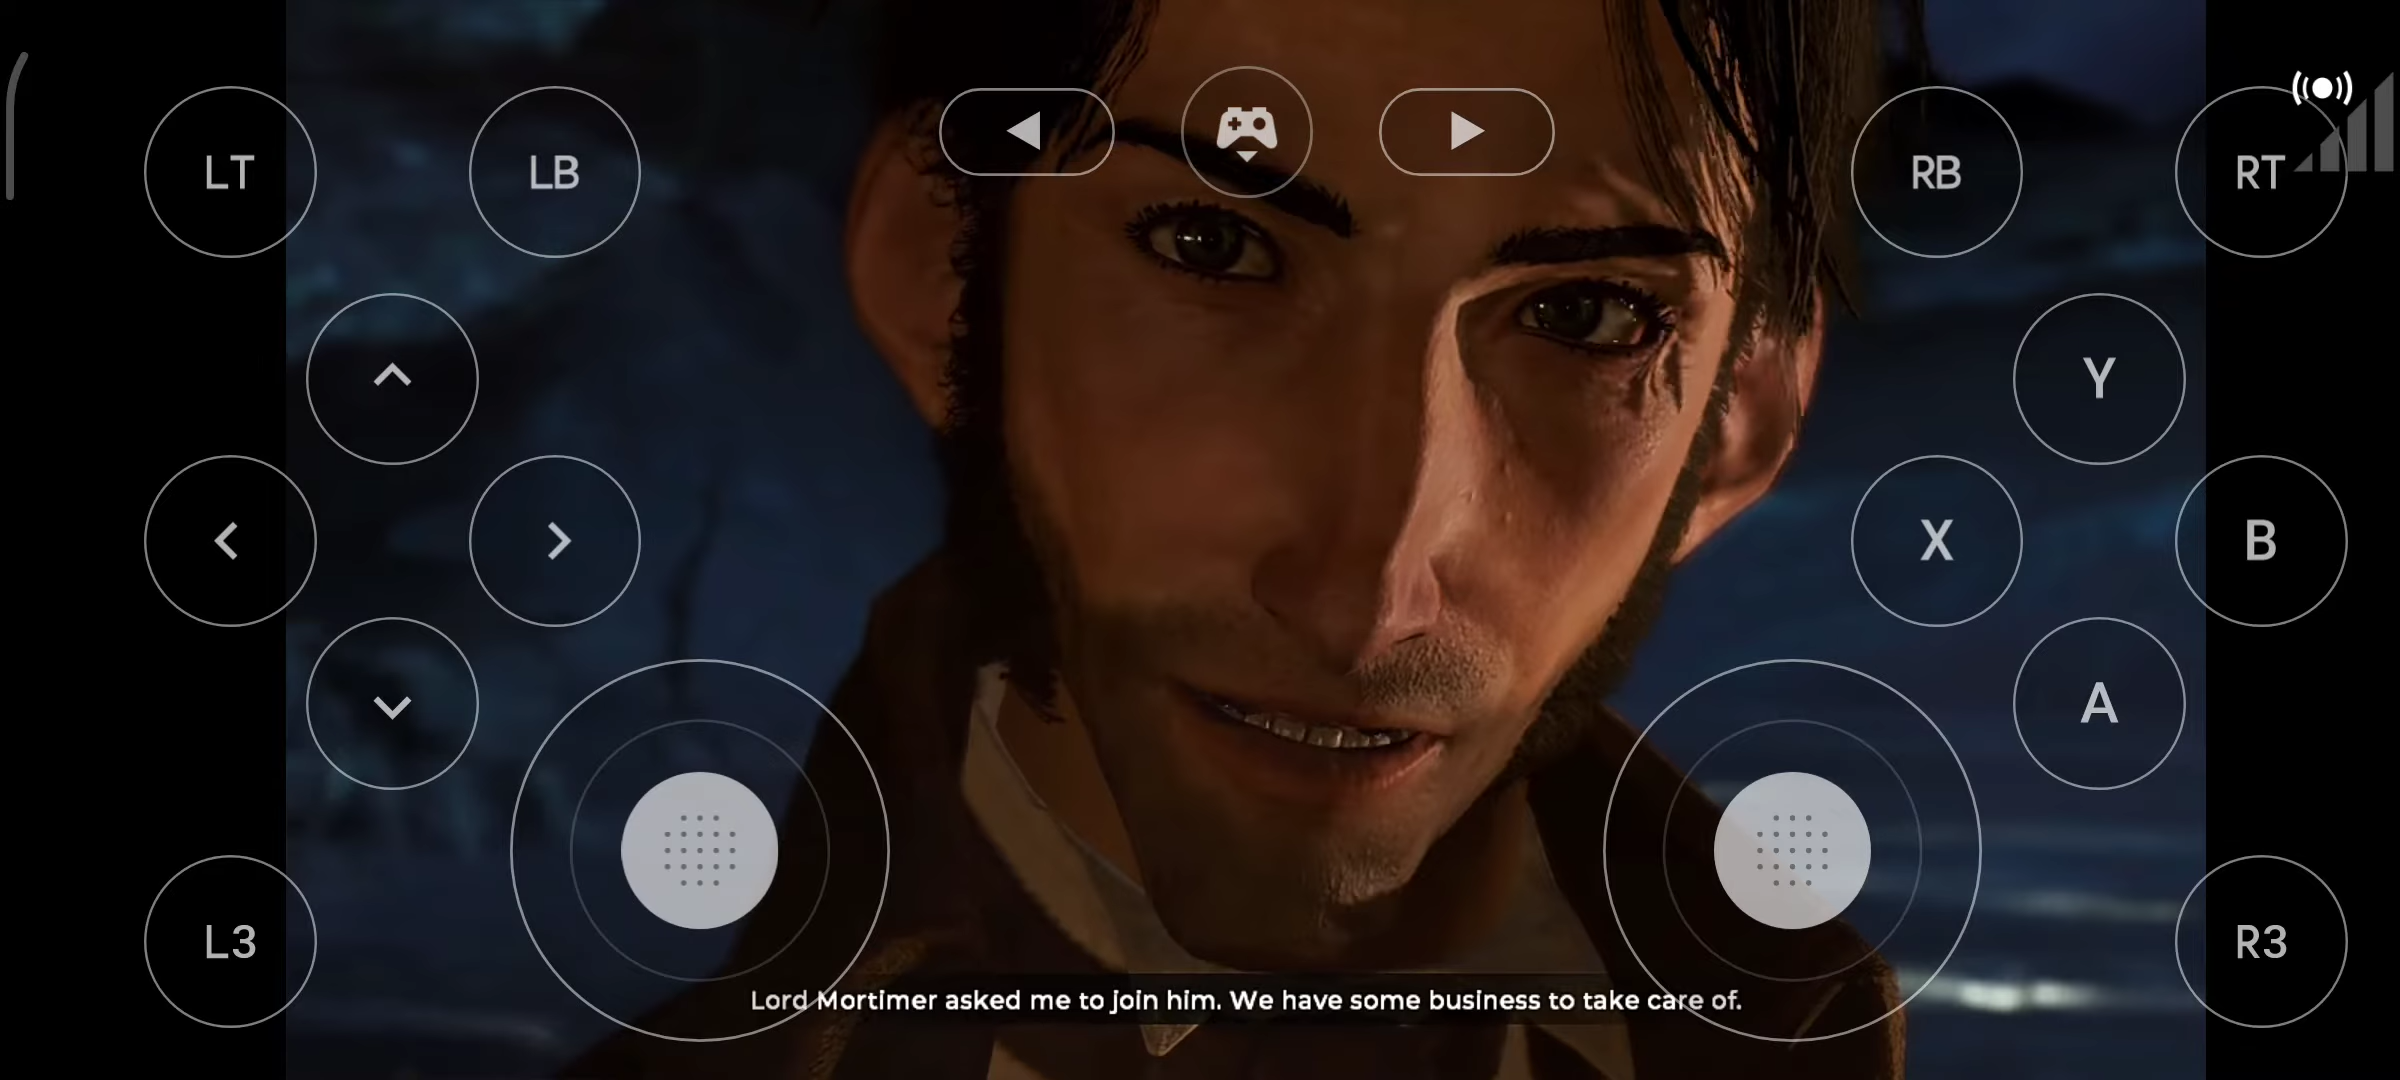 LT
LB
RB
RT
Y
X
B
A
L3
R3
Lord Mortimer asked me to join him. We have some business to take care of.